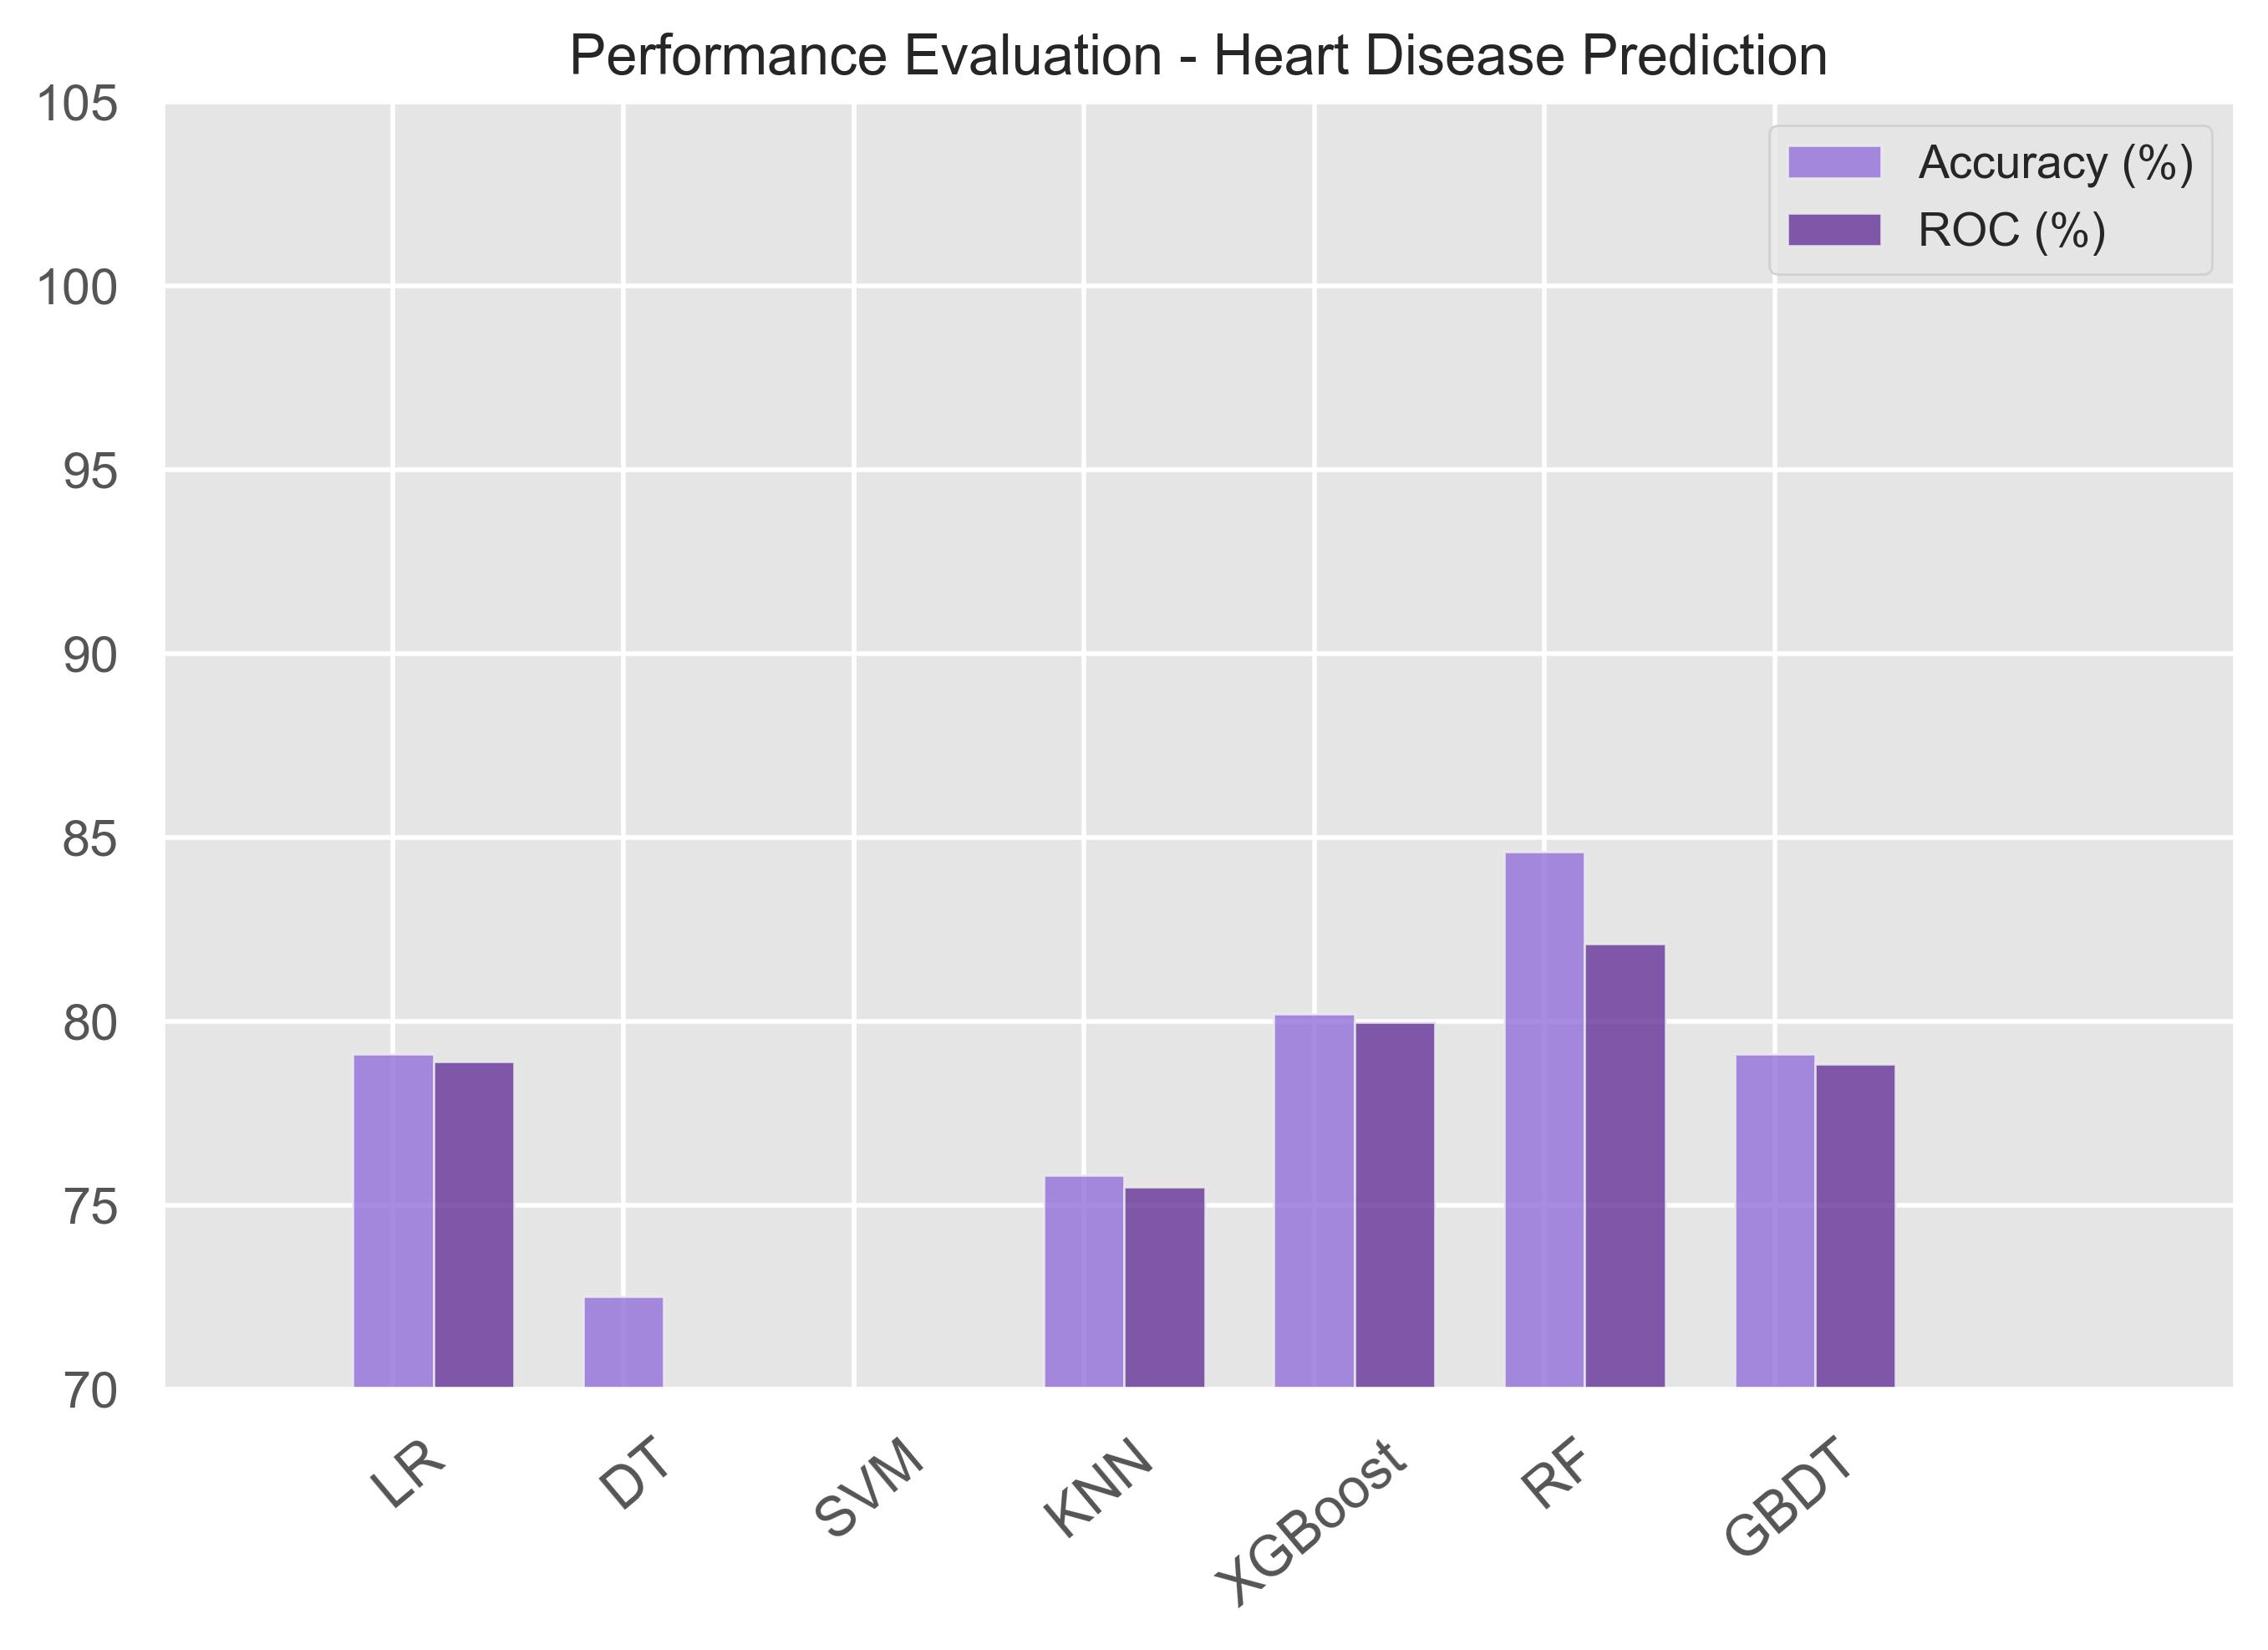 Performance Evaluation - Heart Disease Prediction
105
100
95
90
85
80
75
70
Accuracy (%)
ROC (%)
LR
DT
SVM
KNN
XGBoost
RF
GBDT